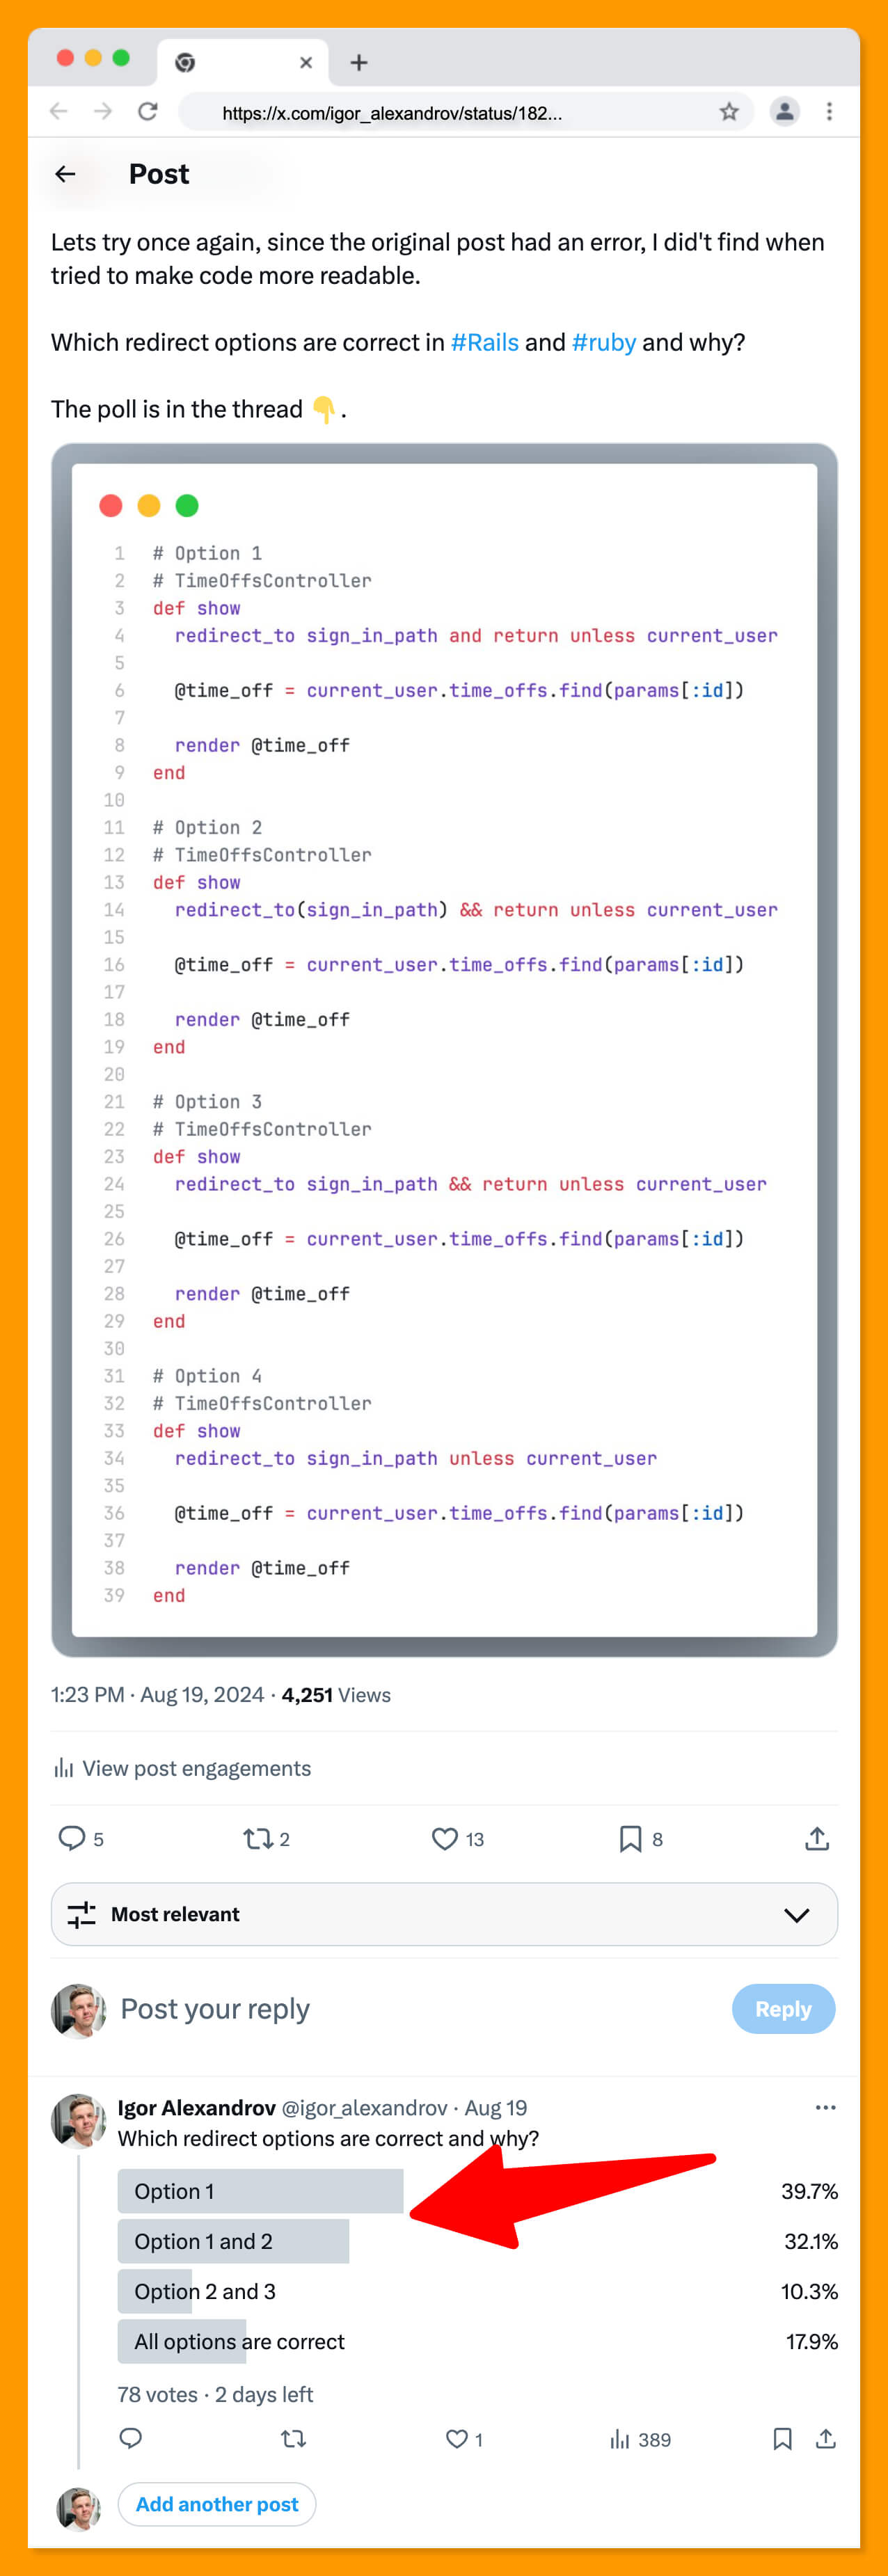 https://x.com/igor_alexandrov/status/182...
Post
Lets try once again, since the original post had an error, I did't find when
tried to make code more readable.
Which redirect options are correct in #Rails and #ruby and why?
The poll is in the thread 👇.
1 # Option 1
2 # TimeOffsController
3 def show
4 redirect_to sign_in_path and return unless current_user
5
6 @time_off = current_user.time_offs.find(params[:id])
7
8 render @time_off
9 end
10
11 # Option 2
12 # TimeOffsController
13 def show
14 redirect_to(sign_in_path) && return unless current_user
15
16 @time_off = current_user.time_offs.find(params[:id])
17
18 render @time_off
19 end
20
21 # Option 3
22 # TimeOffsController
23 def show
24 redirect_to sign_in_path && return unless current_user
25
26 @time_off = current_user.time_offs.find(params[:id])
27
28 render @time_off
29 end
30
31 # Option 4
32 # TimeOffsController
33 def show
34 redirect_to sign_in_path unless current_user
35
36 @time_off = current_user.time_offs.find(params[:id])
37
38 render @time_off
39 end
1:23 PM · Aug 19, 2024 · 4,251 Views
View post engagements
5 2 13 8
Most relevant
Post your reply Reply
Igor Alexandrov @igor_alexandrov · Aug 19 ...
Which redirect options are correct and why?
Option 1 39.7%
Option 1 and 2 32.1%
Option 2 and 3 10.3%
All options are correct 17.9%
78 votes · 2 days left
1 389
Add another post